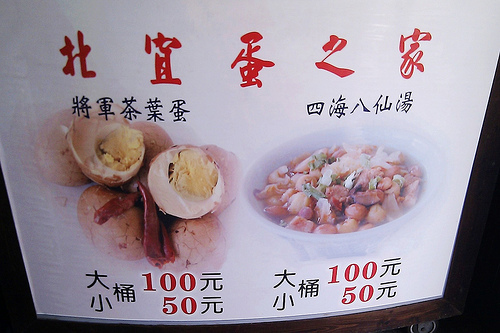 北宜蛋之家
將軍茶葉蛋
四海八仙湯
大桶 100元
小桶 50元
大桶 100元
小桶 50元